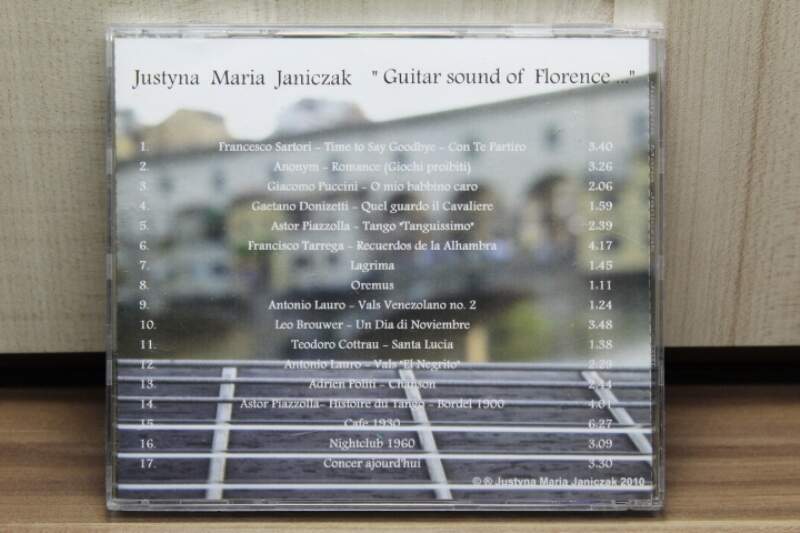 Justyna Maria Janiczak " Guitar sound of Florence ..."
1. Francesco Sartori - Time to Say Goodbye - Con Te Partiro 3.40
2. Anonym - Romance (Giochi proibiti) 3.26
3. Giacomo Puccini - O mio babbino caro 2.06
4. Gaetano Donizetti - Quel guardo il Cavaliere 1.59
5. Astor Piazzolla - Tango "Tanguissimo" 2.39
6. Francisco Tarrega - Recuerdos de la Alhambra 4.17
7. Lagrima 1.45
8. Oremus 1.11
9. Antonio Lauro - Vals Venezolano no. 2 1.24
10. Leo Brouwer - Un Dia di Noviembre 3.48
11. Teodoro Cottrau - Santa Lucia 1.38
12. Antonio Lauro - Vals "El Negrito" 2.29
13. Adrien Politi - Chanson 2.44
14. Astor Piazzolla- Histoire du Tango - Bordel 1900 4.01
15. Cafe 1930 6.27
16. Nightclub 1960 3.09
17. Concer ajourd'hui 3.30
© ® Justyna Maria Janiczak 2010